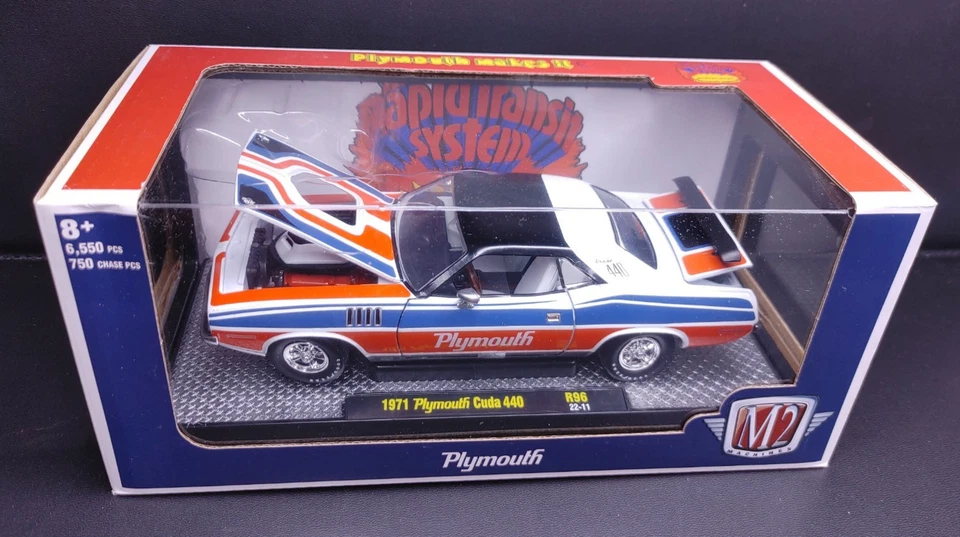 Plymouth Makes It
Rapid Transit
SYSTEM
8+
6,550 PCS
750 CHASE PCS
440
Plymouth
1971 Plymouth Cuda 440
R96
22-11
M2
MACHINES
Plymouth